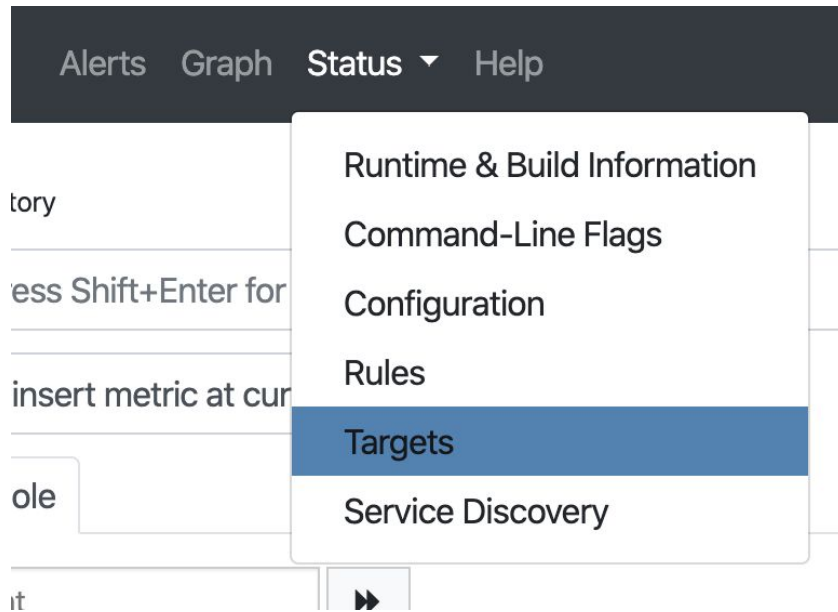 Alerts Graph Status Help
Runtime & Build Information
tory
Command-Line Flags
ess Shift+Enter for
Configuration
Rules
insert metric at cur
Targets
ole
Service Discovery